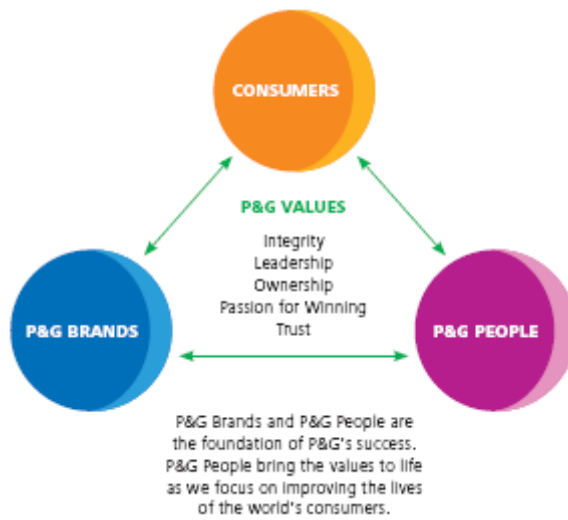 CONSUMERS
P&G VALUES
Integrity
Leadership
Ownership
Passion for Winning
Trust
P&G BRANDS
P&G PEOPLE
P&G Brands and P&G People are
the foundation of P&G's success.
P&G People bring the values to life
as we focus on improving the lives
of the world's consumers.